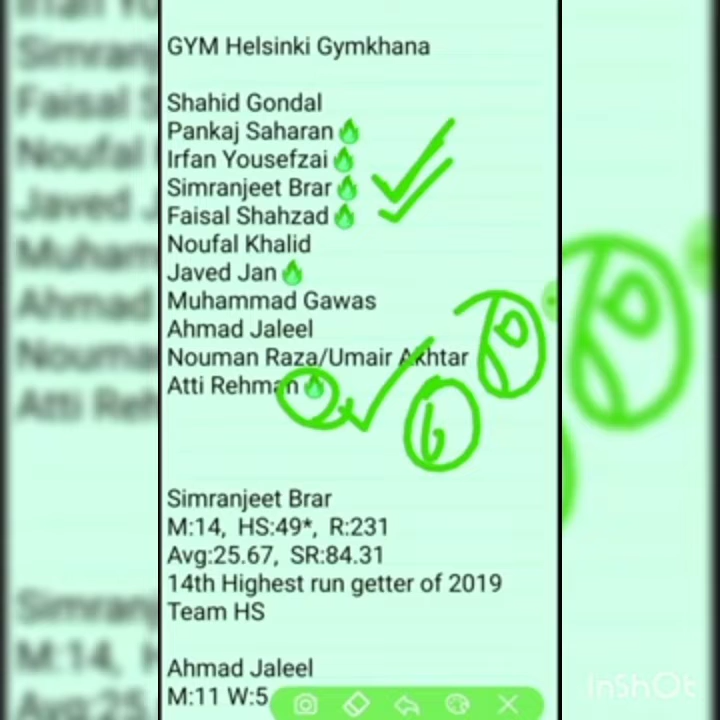 GYM Helsinki Gymkhana
Shahid Gondal
Pankaj Saharan🔥
Irfan Yousefzai🔥
Simranjeet Brar🔥
Faisal Shahzad🔥
Noufal Khalid
Javed Jan🔥
Muhammad Gawas
Ahmad Jaleel
Nouman Raza/Umair Akhtar
Atti Rehman🔥
Simranjeet Brar
M:14, HS:49*, R:231
Avg:25.67, SR:84.31
14th Highest run getter of 2019
Team HS
Ahmad Jaleel
M:11 W:5
InShOt